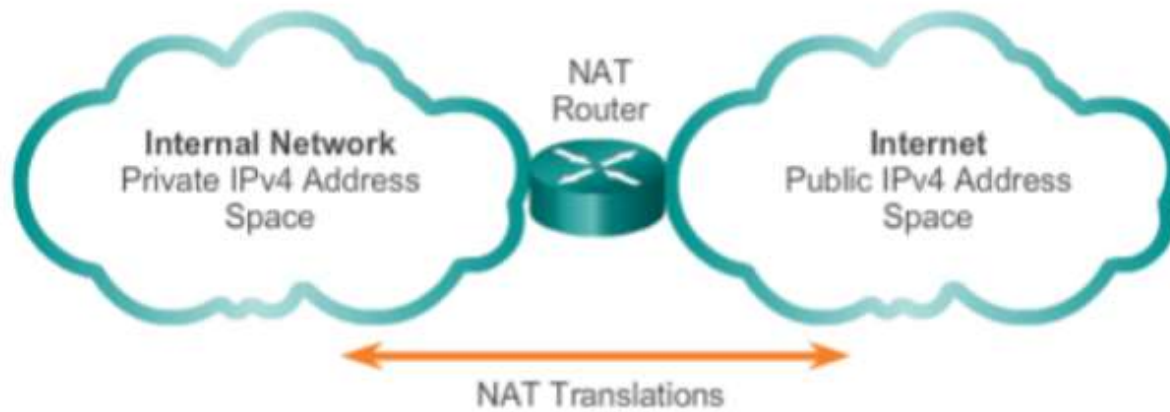 NAT
Router
Internal Network
Private IPv4 Address
Space
Internet
Public IPv4 Address
Space
NAT Translations